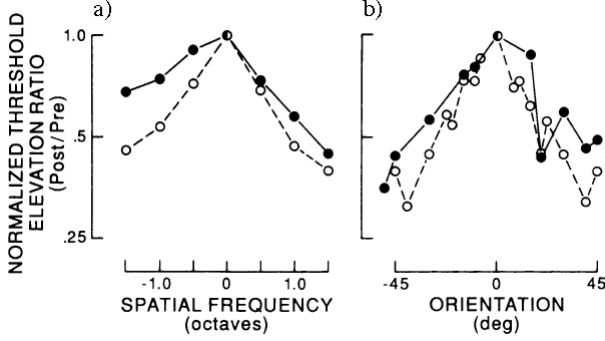 a)
b)
NORMALIZED THRESHOLD
ELEVATION RATIO
(Post/Pre)
1.0
.5
.25
-1.0 0 1.0
SPATIAL FREQUENCY
(octaves)
-45 0 45
ORIENTATION
(deg)